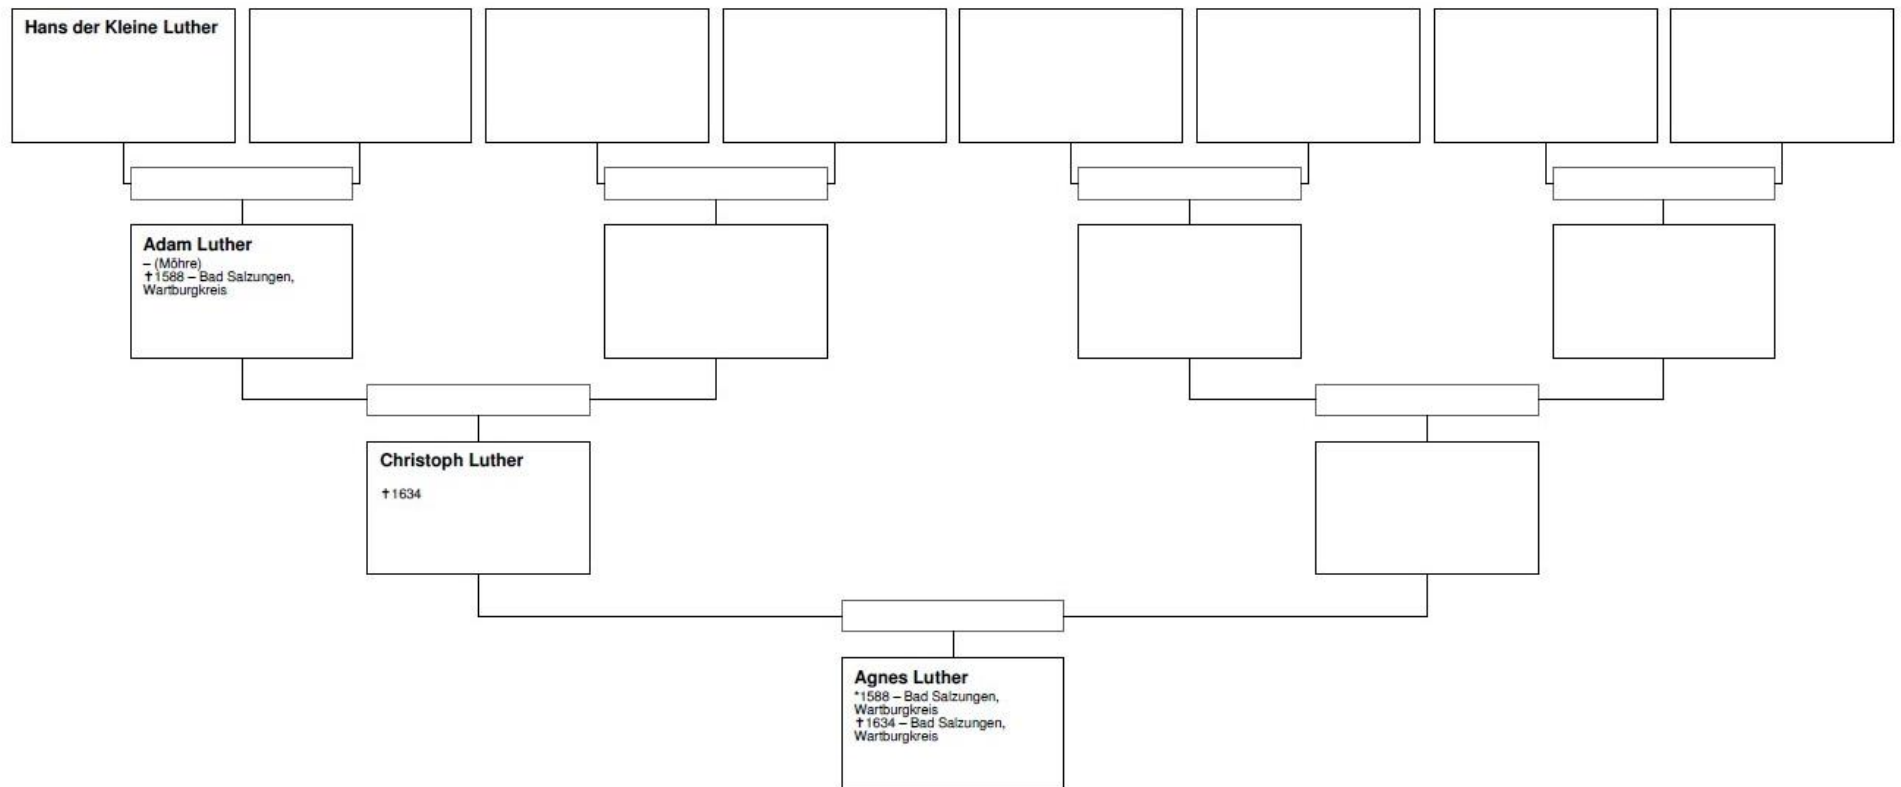 Hans der Kleine Luther
Adam Luther
– (Möhre)
✝1588 – Bad Salzungen,
Wartburgkreis
Christoph Luther
✝1634
Agnes Luther
*1588 – Bad Salzungen,
Wartburgkreis
✝1634 – Bad Salzungen,
Wartburgkreis